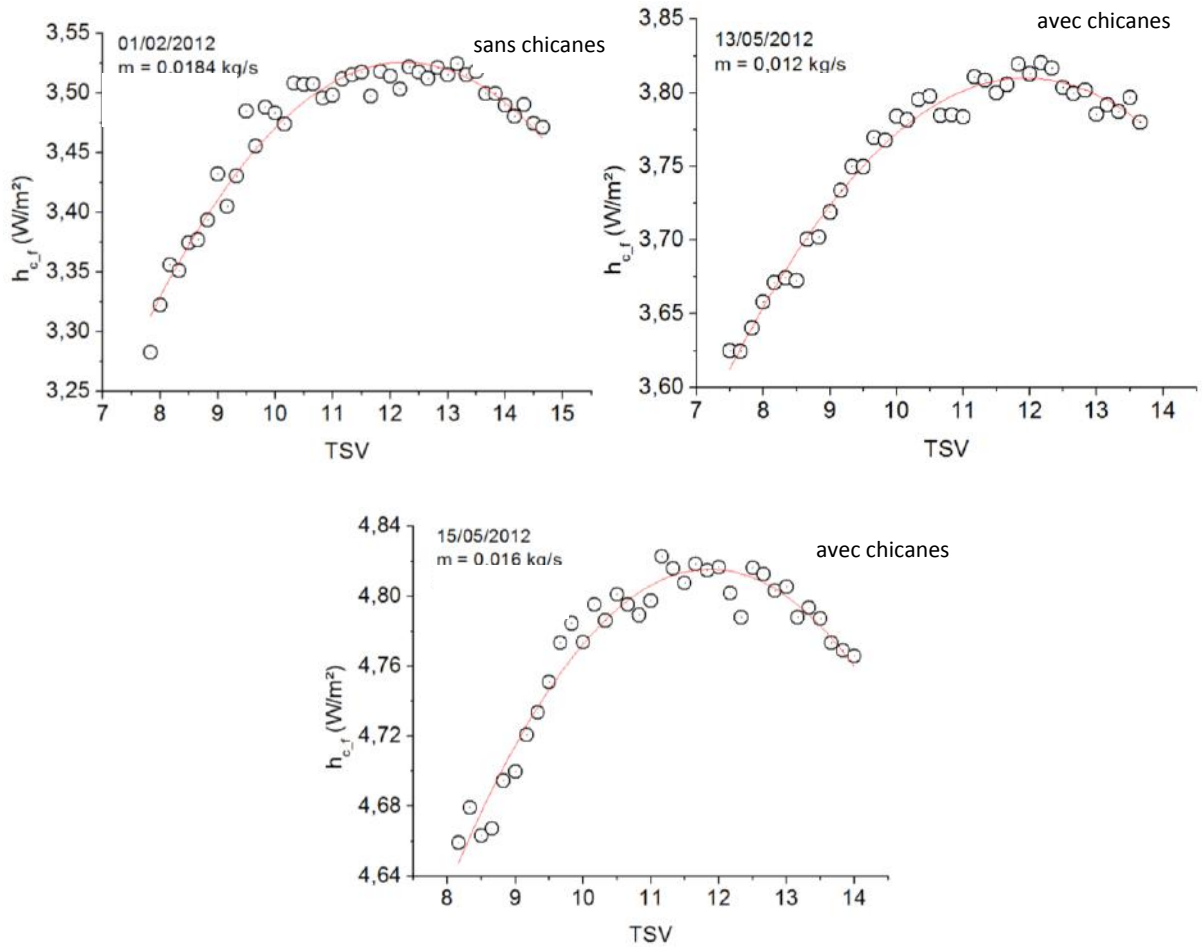 01/02/2012
m = 0.0184 kg/s
sans chicanes
3,55
3,50
3,45
3,40
3,35
3,30
3,25
h_c_f (W/m²)
7 8 9 10 11 12 13 14 15
TSV
avec chicanes
13/05/2012
m = 0,012 kg/s
3,85
3,80
3,75
3,70
3,65
3,60
h_c_f (W/m²)
7 8 9 10 11 12 13 14
TSV
15/05/2012
m = 0.016 kg/s
avec chicanes
4,84
4,80
4,76
4,72
4,68
4,64
h_c_f (W/m²)
8 9 10 11 12 13 14
TSV